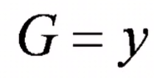 G = y